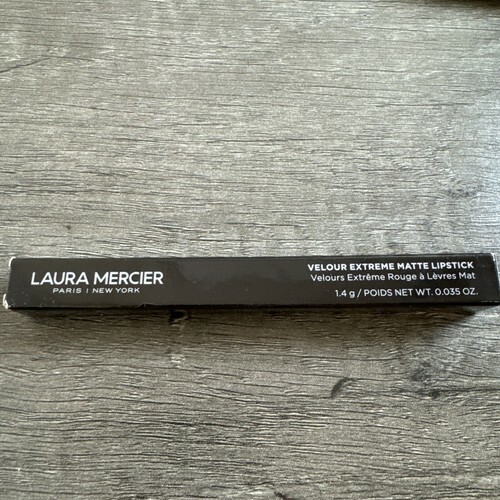 LAURA MERCIER
PARIS | NEW YORK
VELOUR EXTREME MATTE LIPSTICK
Velours Extrême Rouge à Lèvres Mat
1.4 g / POIDS NET WT. 0.035 OZ.